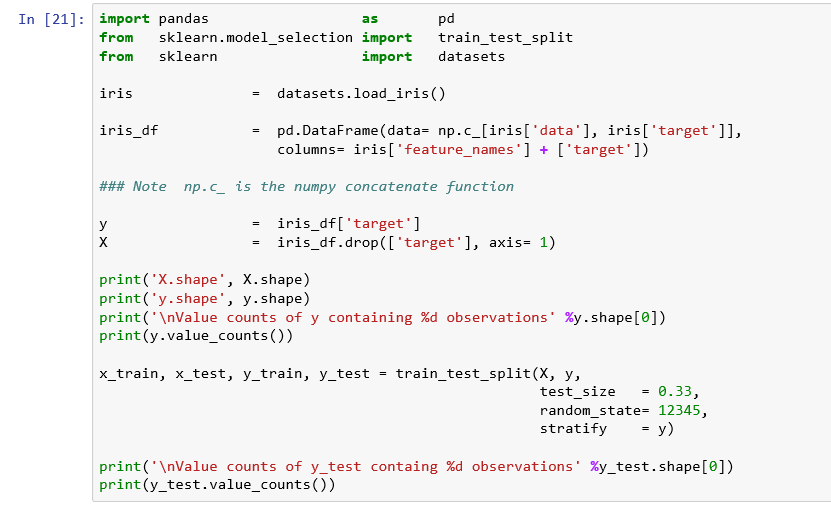 In [21]: import pandas as pd
from sklearn.model_selection import train_test_split
from sklearn import datasets
iris = datasets.load_iris()
iris_df = pd.DataFrame(data= np.c_[iris['data'], iris['target']],
columns= iris['feature_names'] + ['target'])
### Note np.c_ is the numpy concatenate function
y = iris_df['target']
X = iris_df.drop(['target'], axis= 1)
print('X.shape', X.shape)
print('y.shape', y.shape)
print('\nValue counts of y containing %d observations' %y.shape[0])
print(y.value_counts())
x_train, x_test, y_train, y_test = train_test_split(X, y,
test_size = 0.33,
random_state= 12345,
stratify = y)
print('\nValue counts of y_test containg %d observations' %y_test.shape[0])
print(y_test.value_counts())